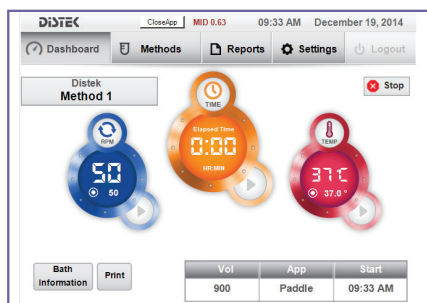 DiSTEK CloseApp MID 0.63 09:33 AM December 19, 2014
Dashboard Methods Reports Settings Logout
Distek
Method 1
Stop
RPM
50
50
TIME
Elapsed Time
0:00
HR:MIN
TEMP
37℃
37.0 °
Bath
Information
Print
Vol App Start
900 Paddle 09:33 AM